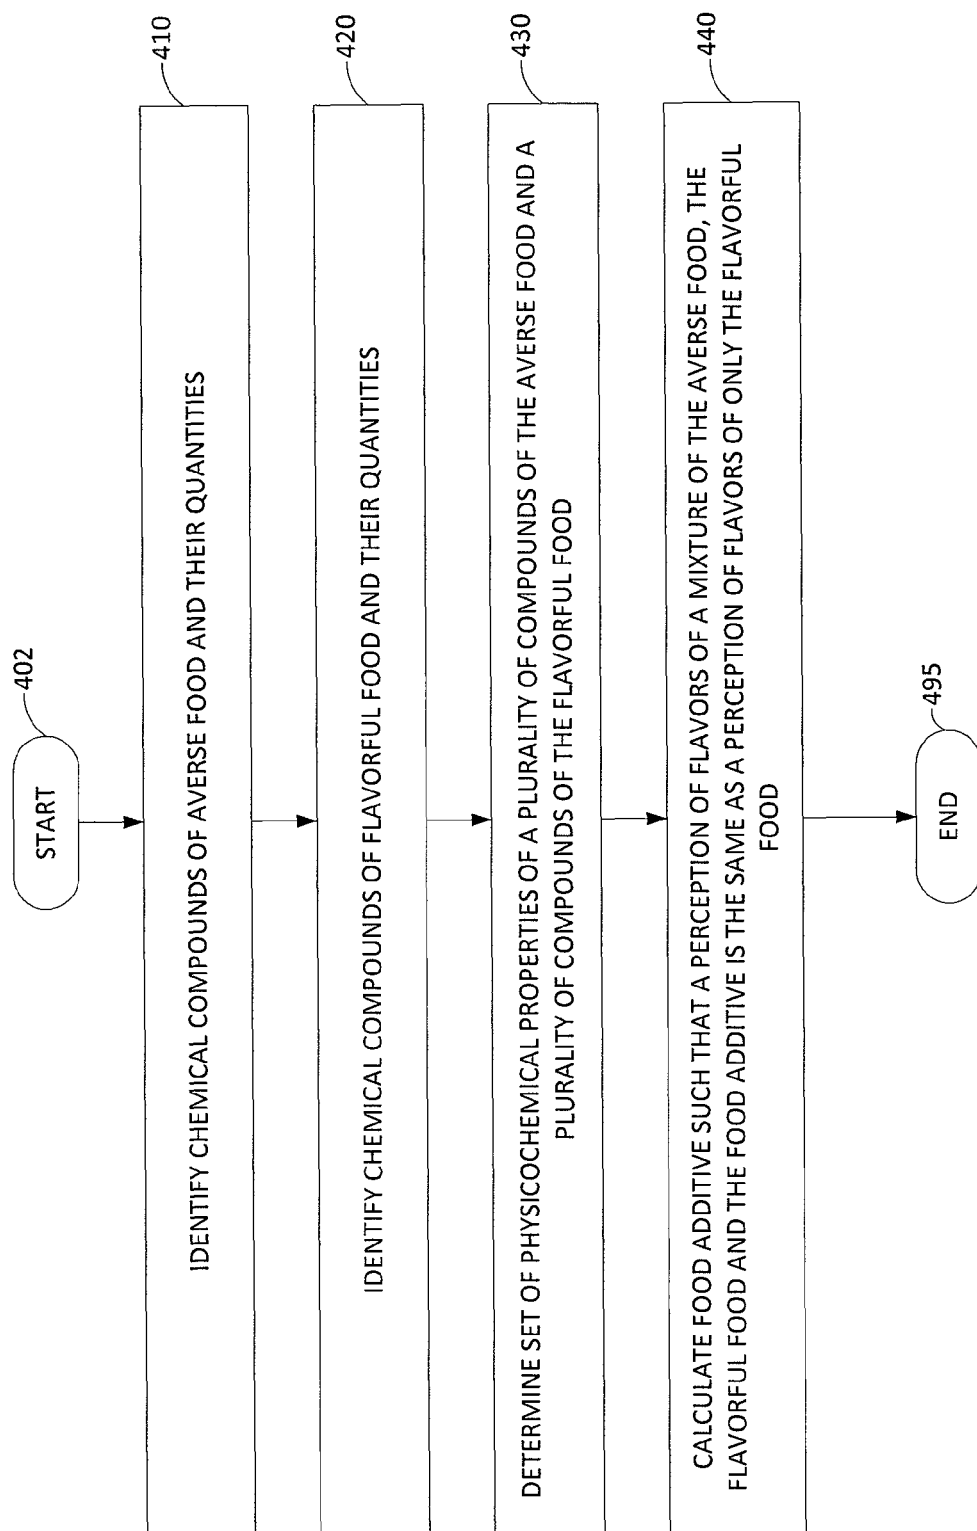 START
402
410
IDENTIFY CHEMICAL COMPOUNDS OF AVERSE FOOD AND THEIR QUANTITIES
420
IDENTIFY CHEMICAL COMPOUNDS OF FLAVORFUL FOOD AND THEIR QUANTITIES
430
DETERMINE SET OF PHYSICOCHEMICAL PROPERTIES OF A PLURALITY OF COMPOUNDS OF THE AVERSE FOOD AND A
PLURALITY OF COMPOUNDS OF THE FLAVORFUL FOOD
440
CALCULATE FOOD ADDITIVE SUCH THAT A PERCEPTION OF FLAVORS OF A MIXTURE OF THE AVERSE FOOD, THE
FLAVORFUL FOOD AND THE FOOD ADDITIVE IS THE SAME AS A PERCEPTION OF FLAVORS OF ONLY THE FLAVORFUL
FOOD
495
END